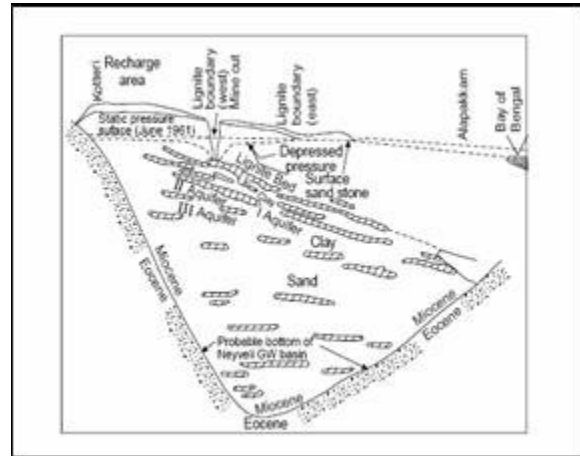 Kotteri
Recharge
area
Lignite
boundary
(west)
Mine cut
Lignite
boundary
(east)
Alapakkam
Bay of
Bengal
Static pressure
surface (June 1961)
Depressed
pressure
Lignite Bed
Surface
sand stone
I Aquifer
II Aquifer
III Aquifer
Clay
Sand
Miocene
Eocene
Miocene
Eocene
Probable bottom of
Neyveli GW basin
Miocene
Eocene